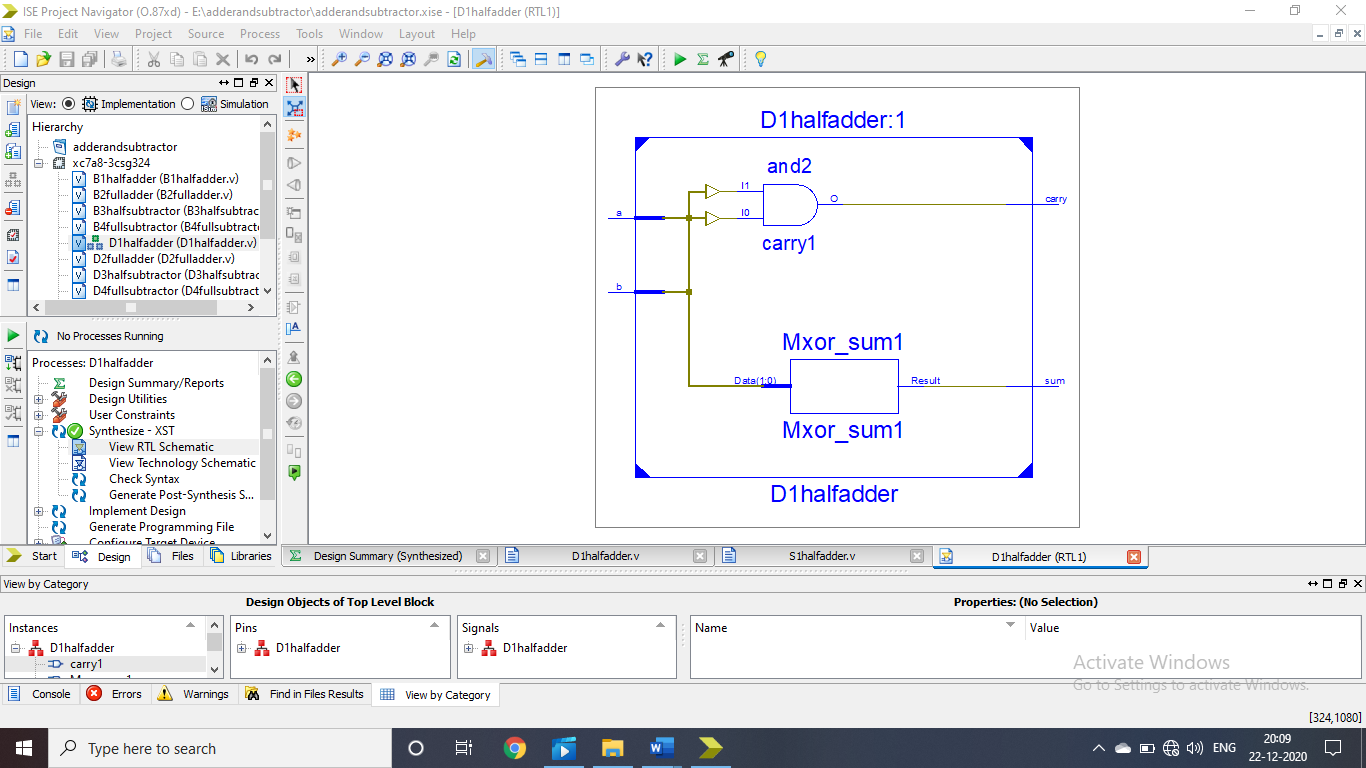 ISE Project Navigator (O.87xd) - E:\adderandsubtractor\adderandsubtractor.xise - [D1halfadder (RTL1)]
File Edit View Project Source Process Tools Window Layout Help
»
Design
View: Implementation Simulation
Hierarchy
adderandsubtractor
xc7a8-3csg324
B1halfadder (B1halfadder.v)
B2fulladder (B2fulladder.v)
B3halfsubtractor (B3halfsubtrac
B4fullsubtractor (B4fullsubtract
D1halfadder (D1halfadder.v)
D2fulladder (D2fulladder.v)
D3halfsubtractor (D3halfsubtrac
D4fullsubtractor (D4fullsubtract
No Processes Running
Processes: D1halfadder
Design Summary/Reports
Design Utilities
User Constraints
Synthesize - XST
View RTL Schematic
View Technology Schematic
Check Syntax
Generate Post-Synthesis S...
Implement Design
Generate Programming File
Configure Target Device
Start Design Files Libraries
D1halfadder:1
and2
I1
I0
O
carry
a
carry1
b
Mxor_sum1
Data(1:0)
Result
sum
Mxor_sum1
D1halfadder
Design Summary (Synthesized) D1halfadder.v S1halfadder.v D1halfadder (RTL1)
View by Category
Design Objects of Top Level Block Properties: (No Selection)
Instances Pins Signals Name Value
D1halfadder D1halfadder D1halfadder
carry1
Activate Windows
Go to Settings to activate Windows.
Console Errors Warnings Find in Files Results View by Category
[324,1080]
Type here to search
ENG
20:09
22-12-2020